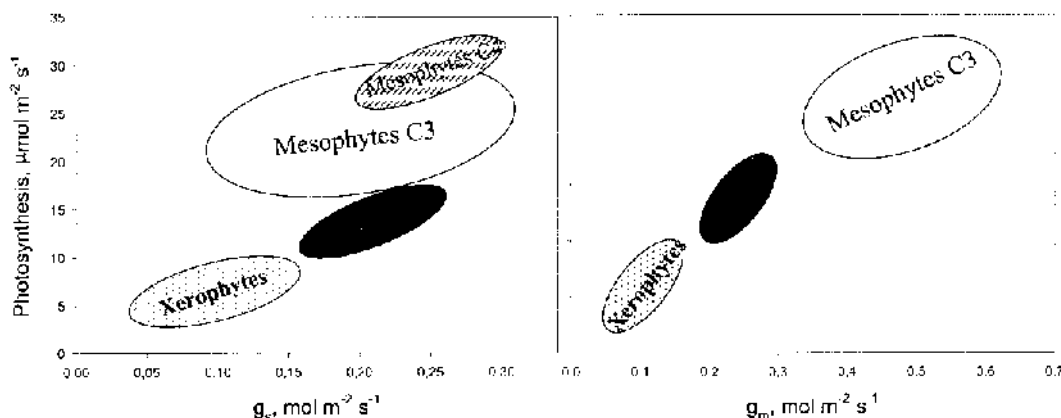 35
30
25
20
15
10
5
0
Photosynthesis, µmol m-2 s-1
Mesophytes
Mesophytes C3
Xerophytes
0.00 0,05 0,10 0,15 0,20 0,25 0,30
gs, mol m-2 s-1
Mesophytes C3
Xerophytes
0.0 0.1 0.2 0.3 0.4 0.5 0.6 0.7
gm, mol m-2 s-1